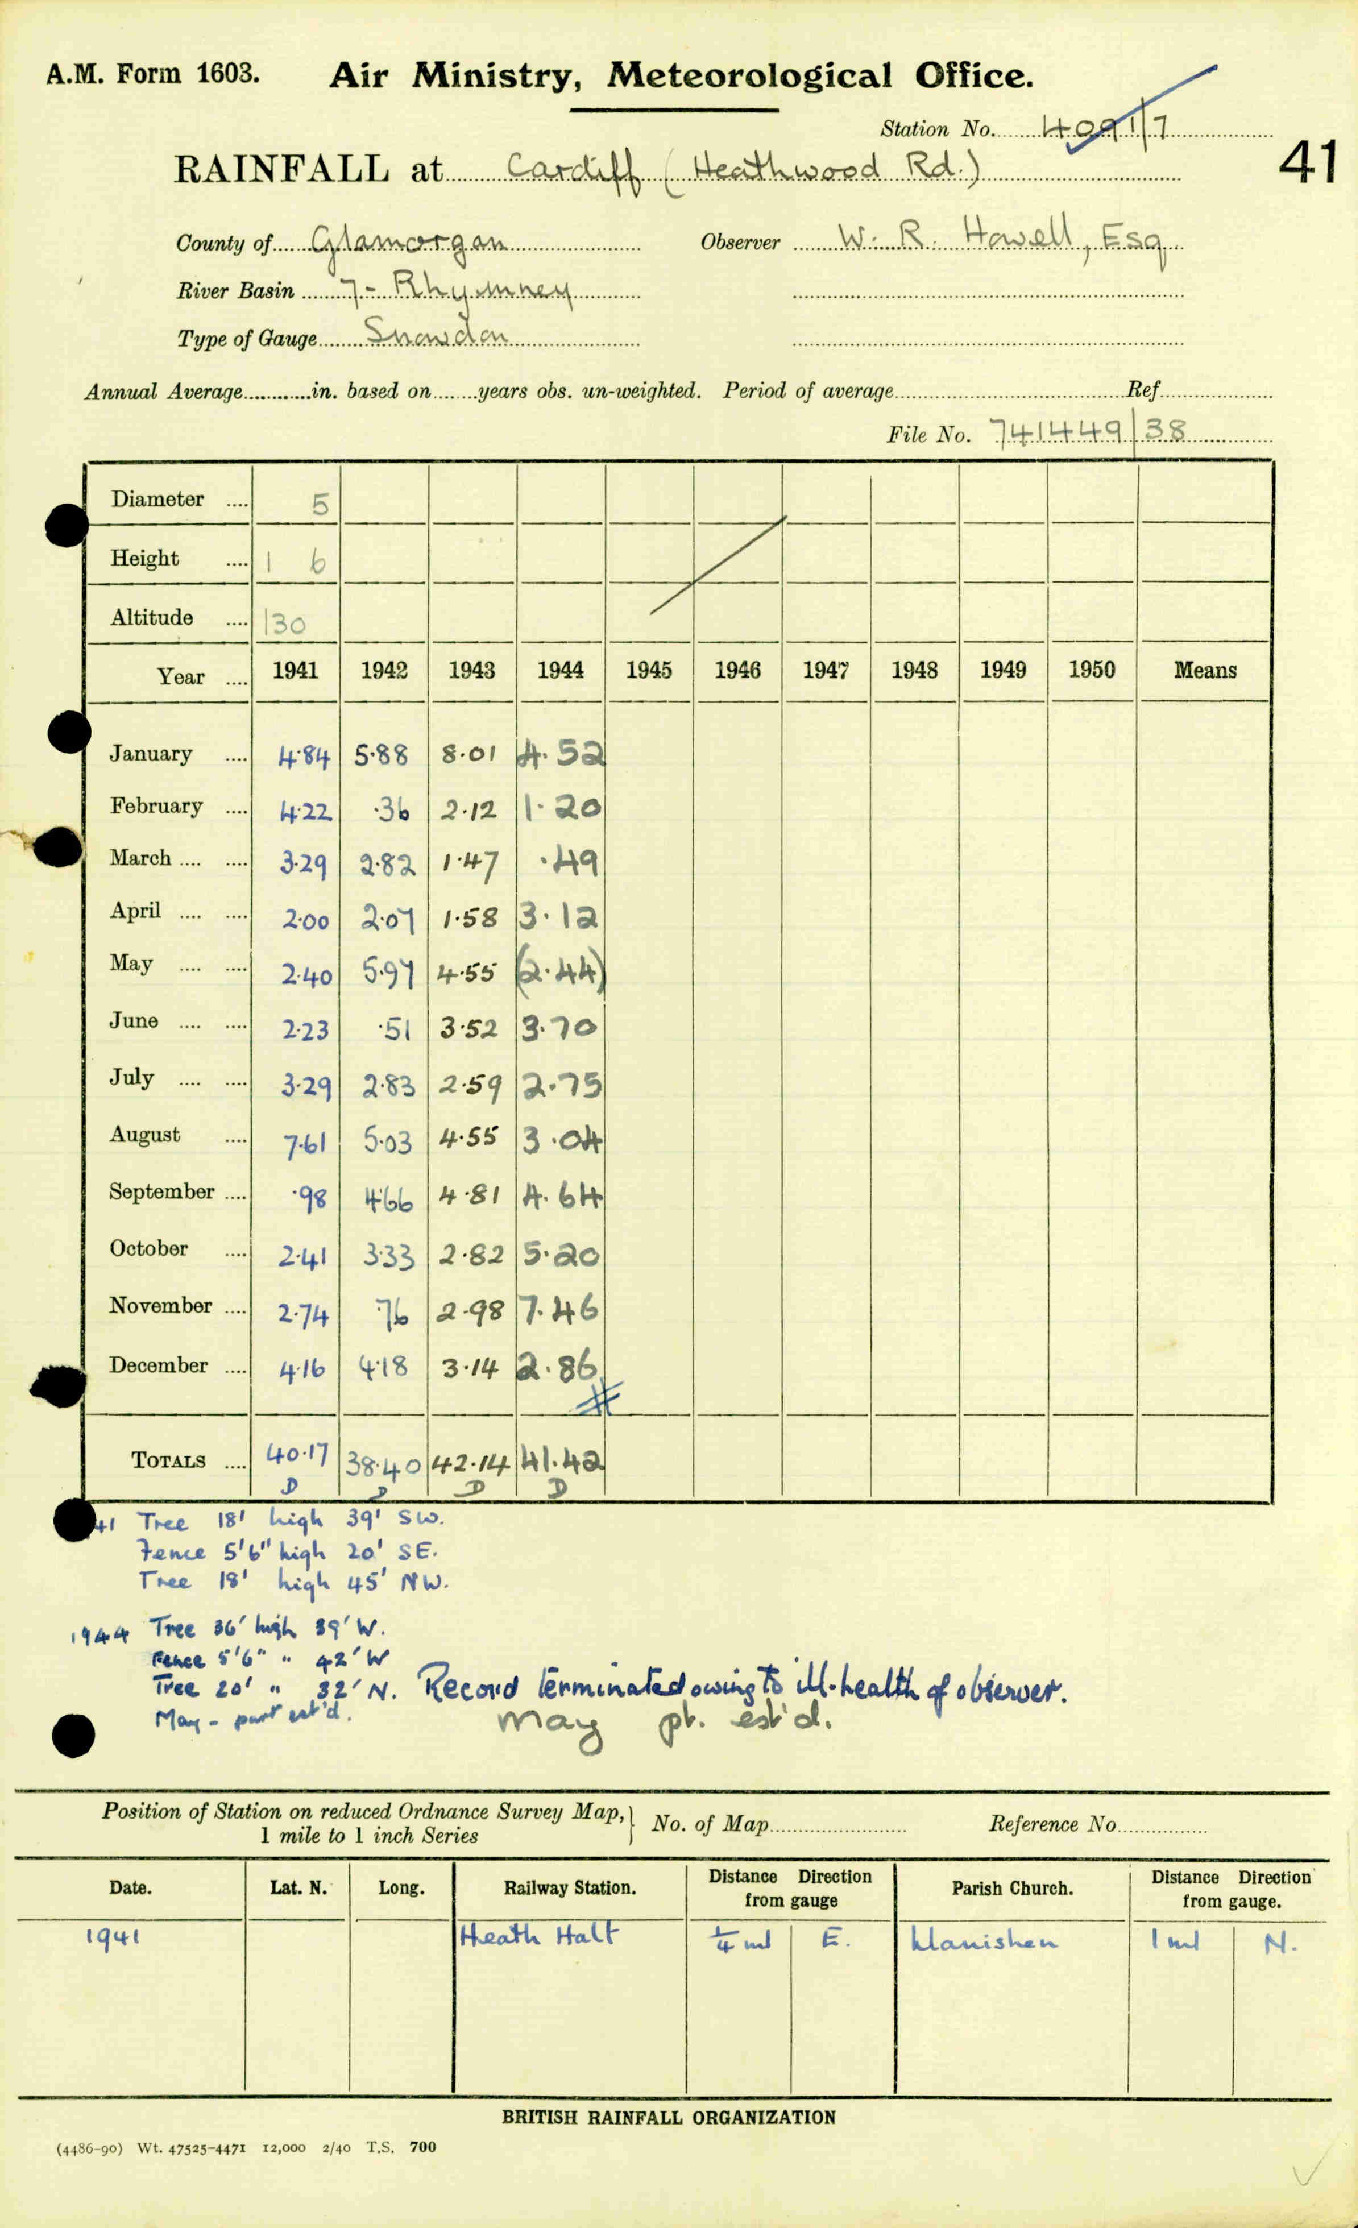 A.M. Form 1603. Air Ministry, Meteorological Office.
Station No. 4091/7
41
RAINFALL at Cardiff (Heathwood Rd.)
County of Glamorgan Observer W. R. Howell, Esq
River Basin 7 - Rhymney
Type of Gauge Snowdon
Annual Average in. based on years obs. un-weighted. Period of average Ref.
File No. 741449/38
Diameter .... 5
Height .... 1 6
Altitude .... 130
Year .... 1941 1942 1943 1944 1945 1946 1947 1948 1949 1950 Means
January .... 4.84 5.88 8.01 4.52
February .... 4.22 .36 2.12 1.20
March .... .... 3.29 2.82 1.47 .49
April .... .... 2.00 2.07 1.58 3.12
May .... .... 2.40 5.97 4.55 (2.44)
June .... .... 2.23 .51 3.52 3.70
July .... .... 3.29 2.83 2.59 2.75
August .... 7.61 5.03 4.55 3.04
September .... .98 4.66 4.81 4.64
October .... 2.41 3.33 2.82 5.20
November .... 2.74 .76 2.98 7.46
December .... 4.16 4.18 3.14 2.86
TOTALS .... 40.17 38.40 42.14 41.42
D D D D
41 Tree 18' high 39' SW.
Fence 5'6" high 20' SE.
Tree 18' high 45' NW.
1944 Tree 36' high 39' W.
Fence 5'6" " 42' W
Tree 20' " 32' N. Record terminated owing to ill-health of observer.
May - part est'd. May pt. est'd.
Position of Station on reduced Ordnance Survey Map, } No. of Map Reference No.
1 mile to 1 inch Series
Date. Lat. N. Long. Railway Station. Distance Direction from gauge Parish Church. Distance Direction from gauge.
1941 Heath Halt ¼ ml E. Llanishen 1 ml N.
BRITISH RAINFALL ORGANIZATION
(4486-90) Wt. 47525-4471 12,000 2/40 T.S. 700